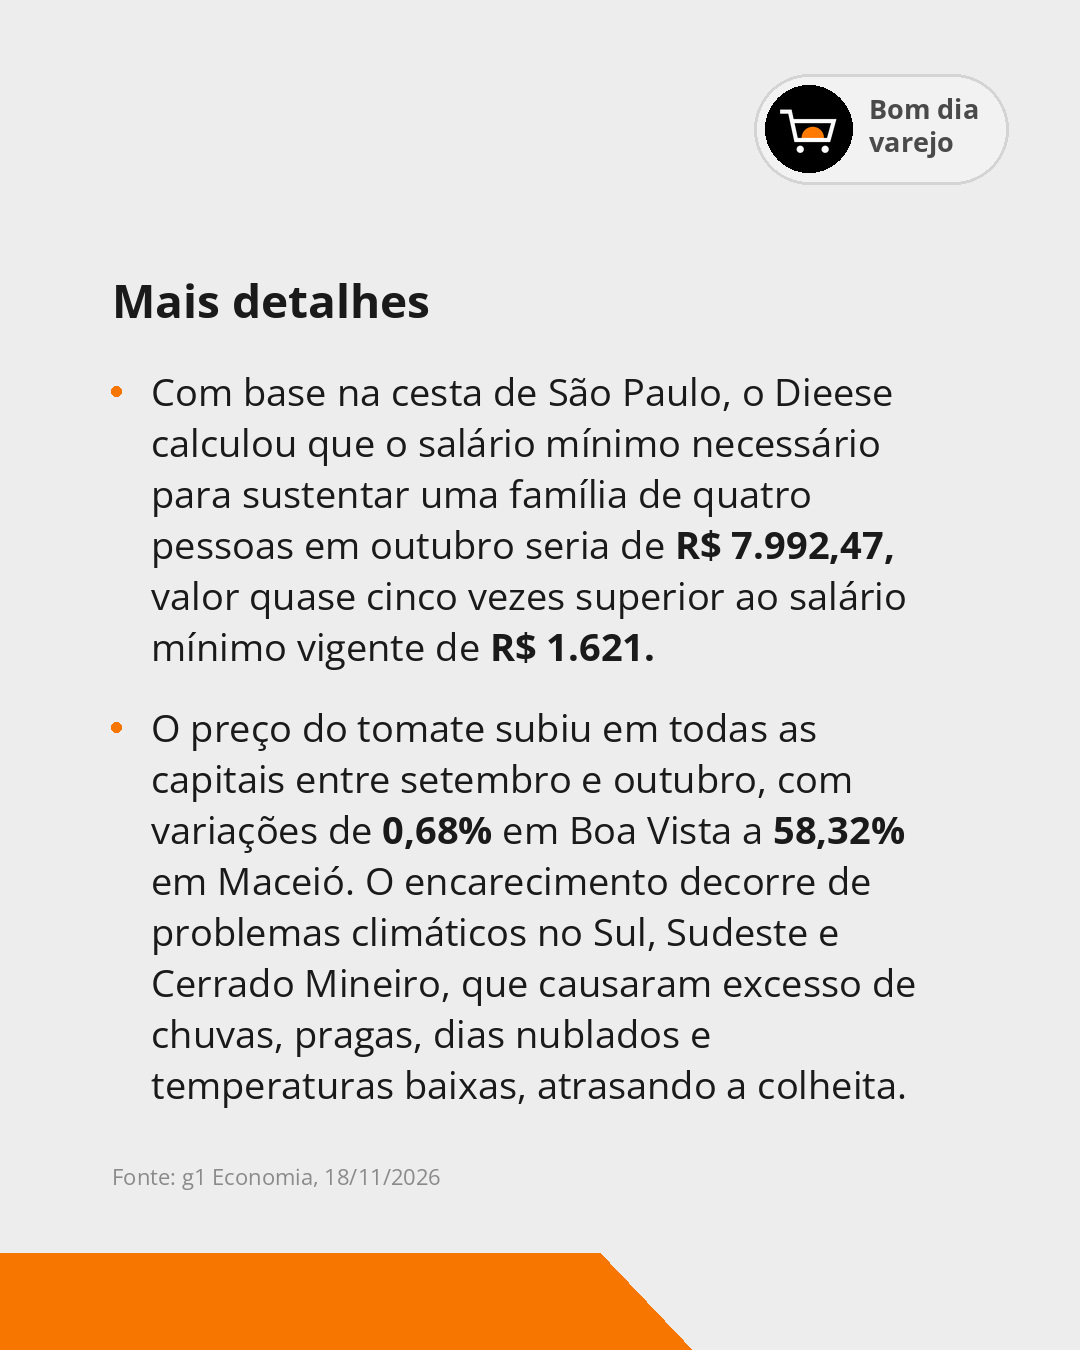 Bom dia
varejo
Mais detalhes
• Com base na cesta de São Paulo, o Dieese
calculou que o salário mínimo necessário
para sustentar uma família de quatro
pessoas em outubro seria de R$ 7.992,47,
valor quase cinco vezes superior ao salário
mínimo vigente de R$ 1.621.
• O preço do tomate subiu em todas as
capitais entre setembro e outubro, com
variações de 0,68% em Boa Vista a 58,32%
em Maceió. O encarecimento decorre de
problemas climáticos no Sul, Sudeste e
Cerrado Mineiro, que causaram excesso de
chuvas, pragas, dias nublados e
temperaturas baixas, atrasando a colheita.
Fonte: g1 Economia, 18/11/2026